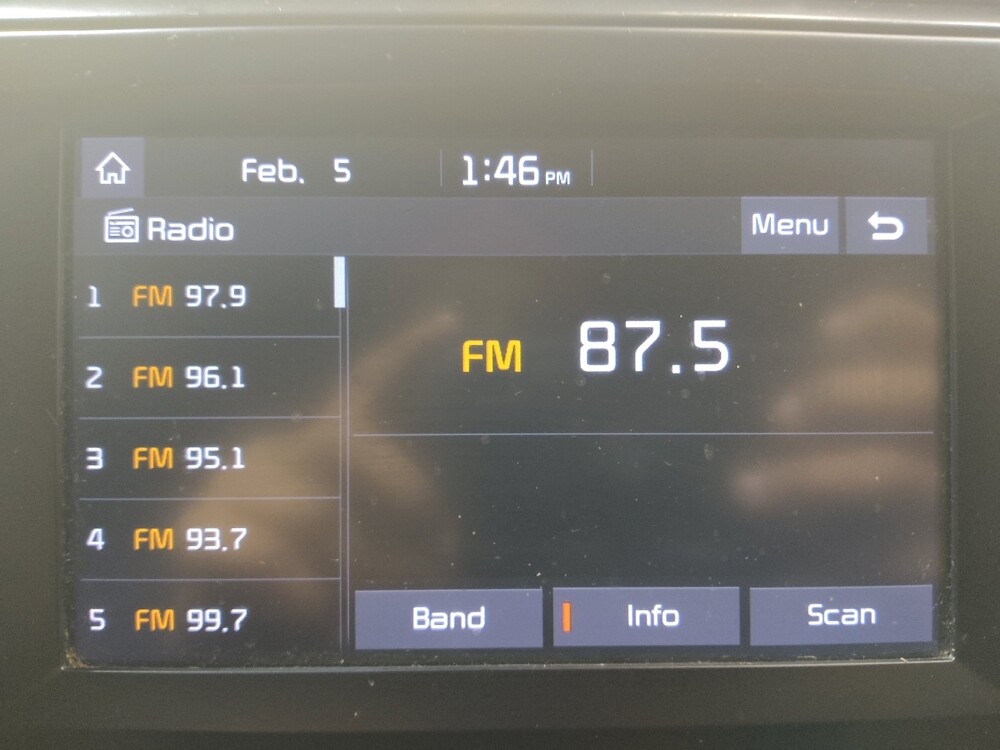 Feb. 5 1:46 PM
Radio Menu
1 FM 97.9
2 FM 96.1
3 FM 95.1
4 FM 93.7
5 FM 99.7
FM 87.5
Band Info Scan